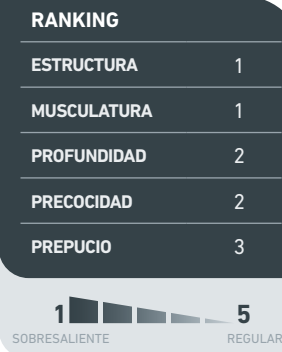 RANKING
ESTRUCTURA 1
MUSCULATURA 1
PROFUNDIDAD 2
PRECOCIDAD 2
PREPUCIO 3
1 5
SOBRESALIENTE REGULAR